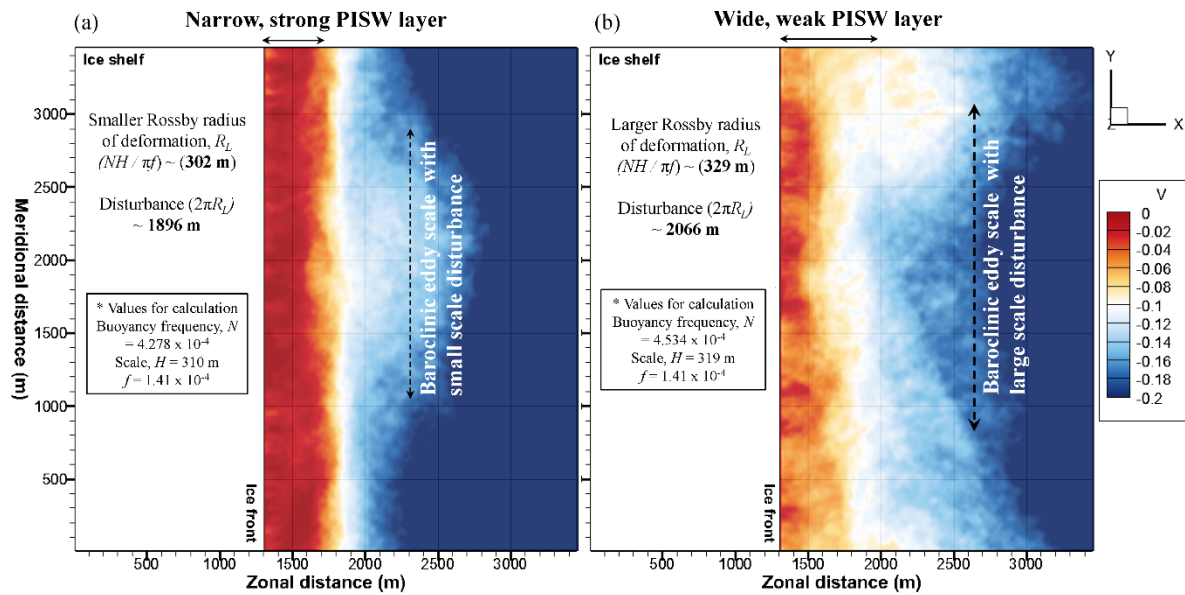 (a)
Narrow, strong PISW layer
Ice shelf
Smaller Rossby radius
of deformation, R_L
(NH / πf) ~ (302 m)
Disturbance (2πR_L)
~ 1896 m
* Values for calculation
Buoyancy frequency, N
= 4.278 x 10⁻⁴
Scale, H = 310 m
f = 1.41 x 10⁻⁴
Baroclinic eddy scale with
small scale disturbance
Ice front
Meridional distance (m)
3000
2500
2000
1500
1000
500
500
1000
1500
2000
2500
3000
Zonal distance (m)
(b)
Wide, weak PISW layer
Ice shelf
Larger Rossby radius
of deformation, R_L
(NH / πf) ~ (329 m)
Disturbance (2πR_L)
~ 2066 m
* Values for calculation
Buoyancy frequency, N
= 4.534 x 10⁻⁴
Scale, H = 319 m
f = 1.41 x 10⁻⁴
Baroclinic eddy scale with
large scale disturbance
Ice front
500
1000
1500
2000
2500
3000
Zonal distance (m)
Y
Z
X
V
0
-0.02
-0.04
-0.06
-0.08
-0.1
-0.12
-0.14
-0.16
-0.18
-0.2